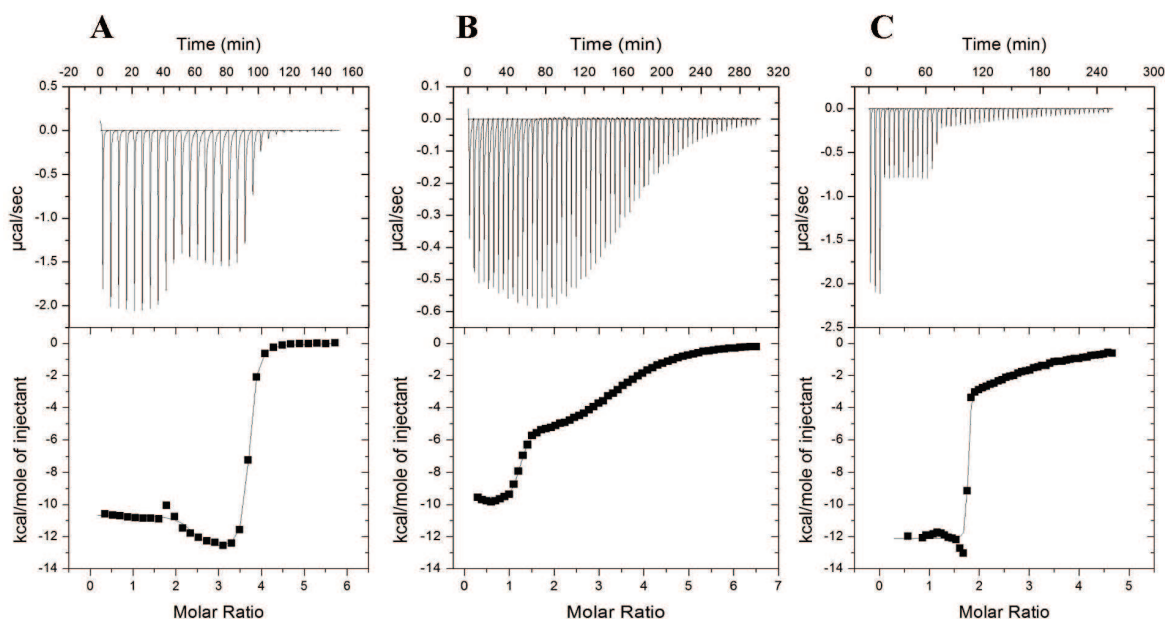 A
B
C
Time (min)
Time (min)
Time (min)
-20 0 20 40 60 80 100 120 140 160
0 40 80 120 160 200 240 280 320
0 60 120 180 240 300
0.5
0.0
-0.5
-1.0
-1.5
-2.0
µcal/sec
0.1
0.0
-0.1
-0.2
-0.3
-0.4
-0.5
-0.6
µcal/sec
0.0
-0.5
-1.0
-1.5
-2.0
-2.5
µcal/sec
0
-2
-4
-6
-8
-10
-12
-14
kcal/mole of injectant
0
-2
-4
-6
-8
-10
-12
-14
kcal/mole of injectant
0
-2
-4
-6
-8
-10
-12
-14
kcal/mole of injectant
0 1 2 3 4 5 6
0 1 2 3 4 5 6 7
0 1 2 3 4 5
Molar Ratio
Molar Ratio
Molar Ratio